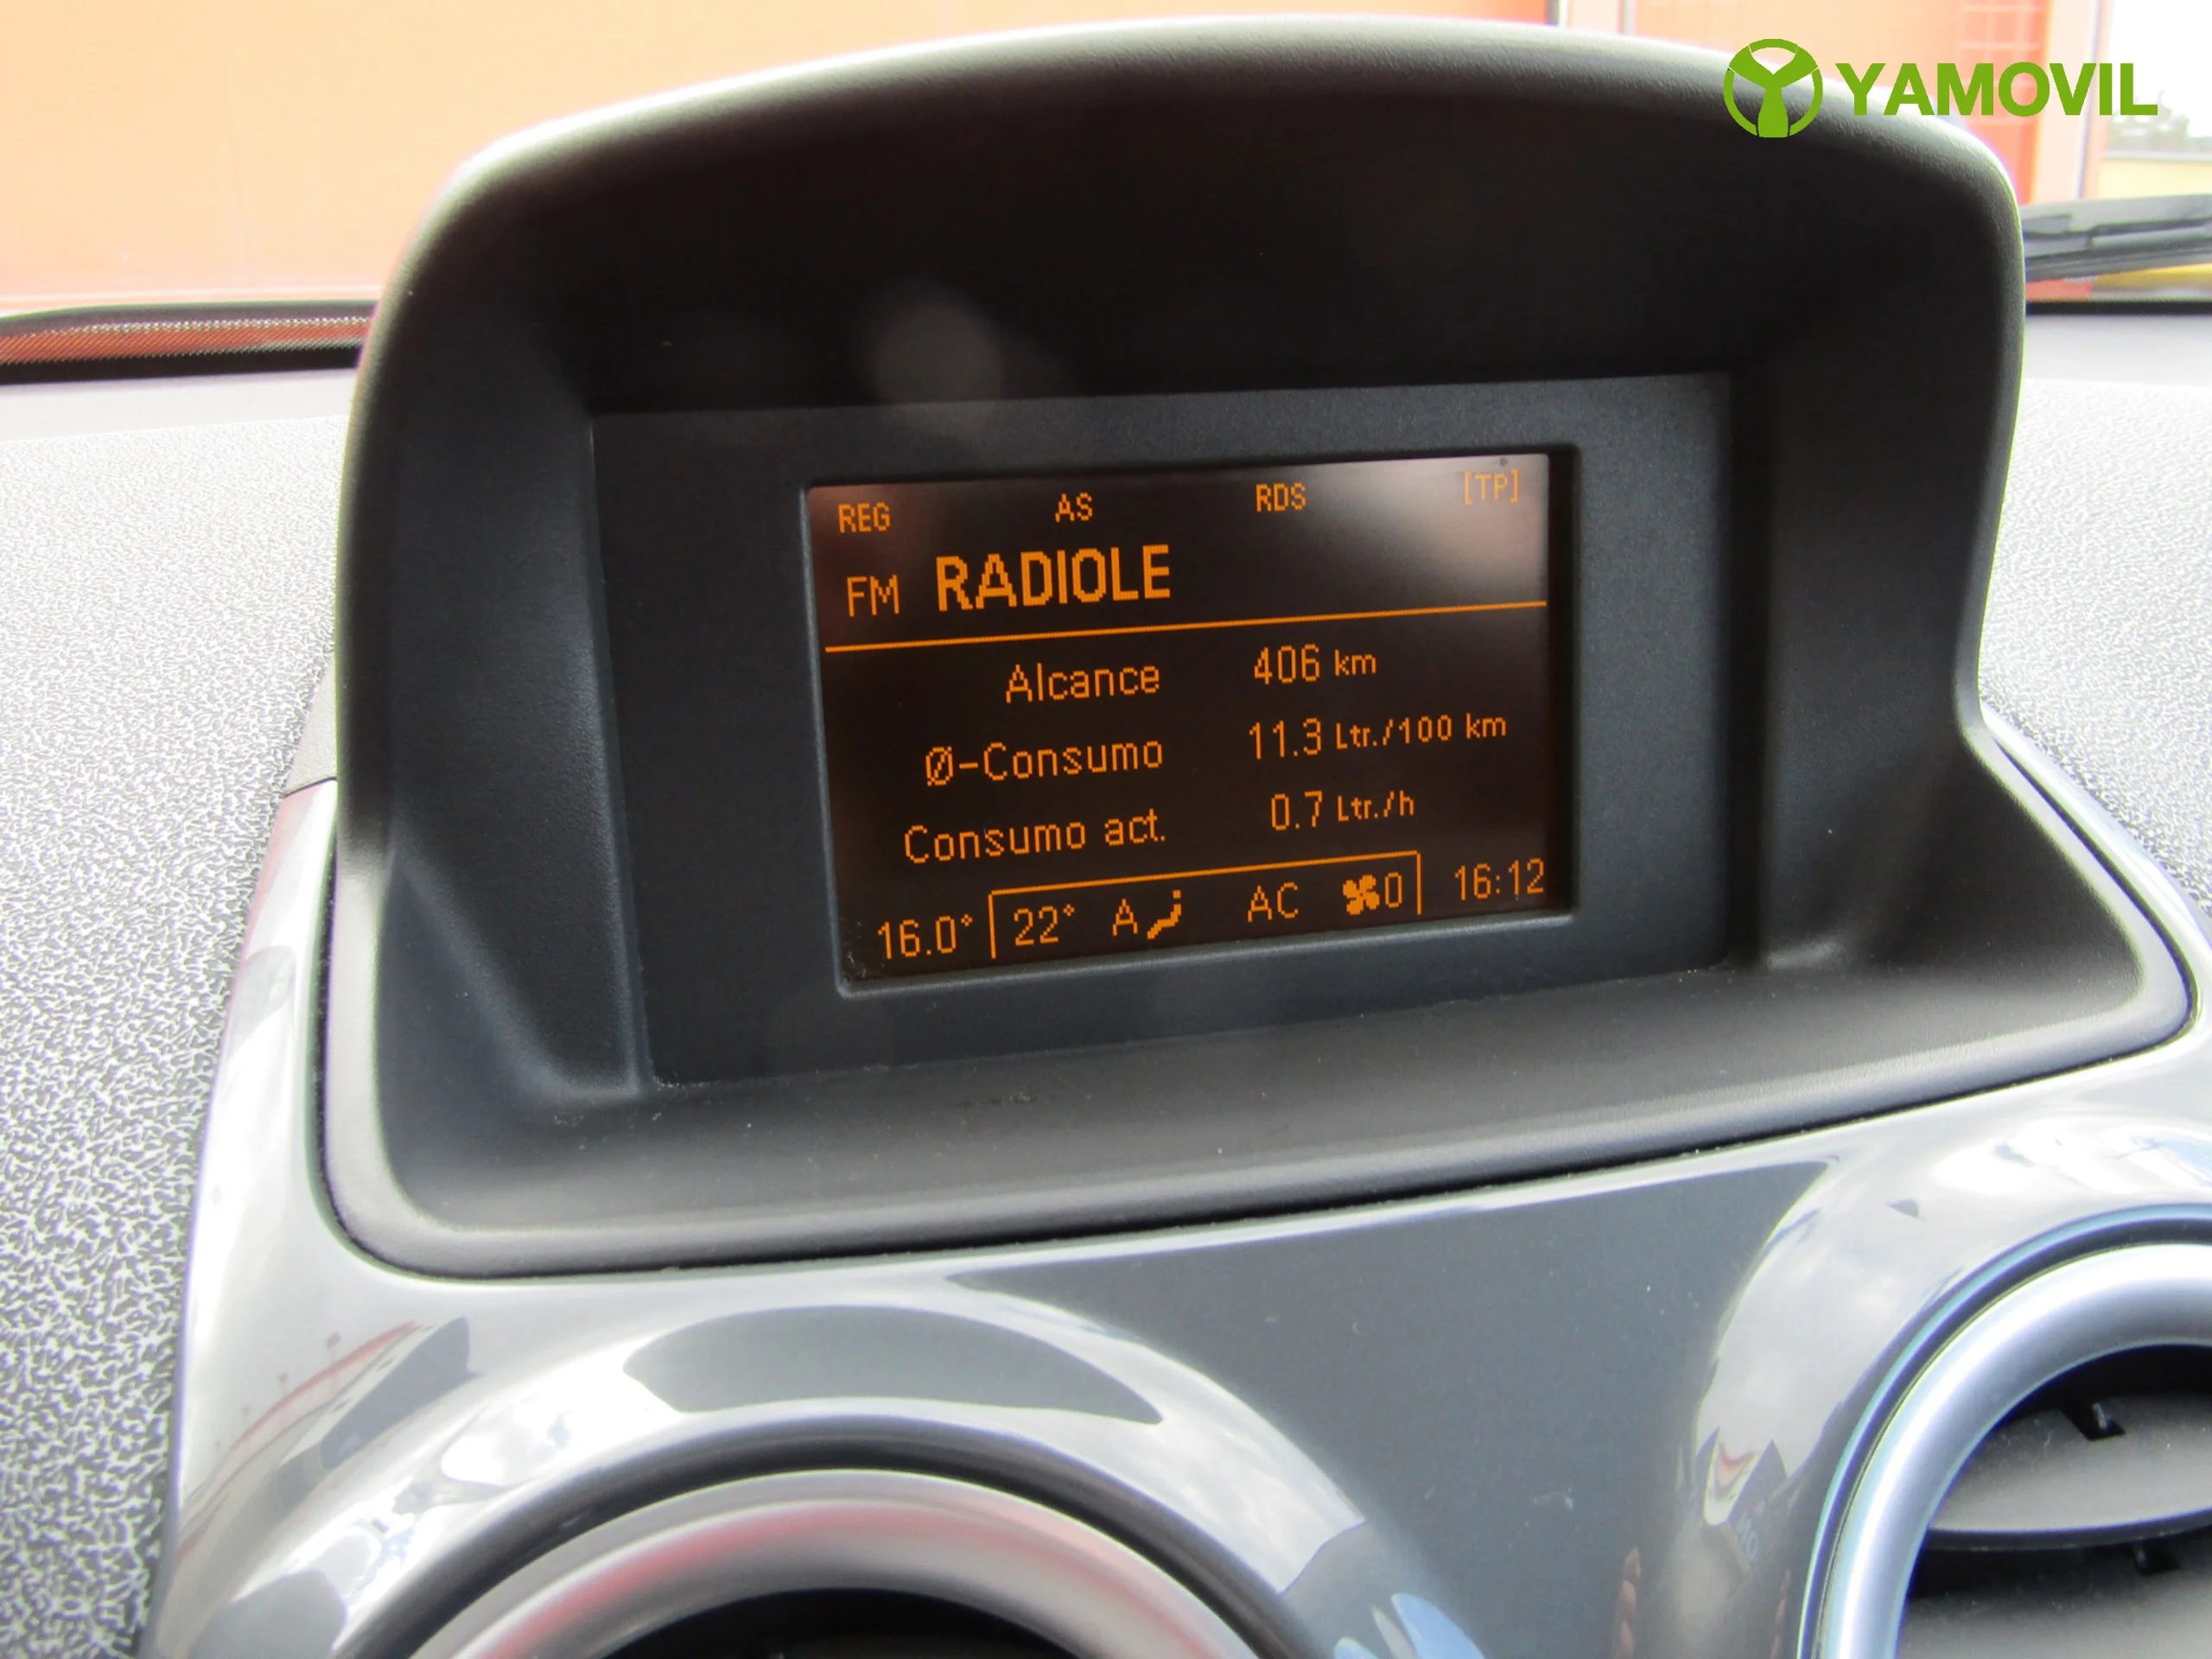 YAMOVIL
REG AS RDS [TP]
FM RADIOLE
Alcance 406 km
Ø-Consumo 11.3 Ltr./100 km
Consumo act. 0.7 Ltr./h
16.0° 22° A AC 0 16:12